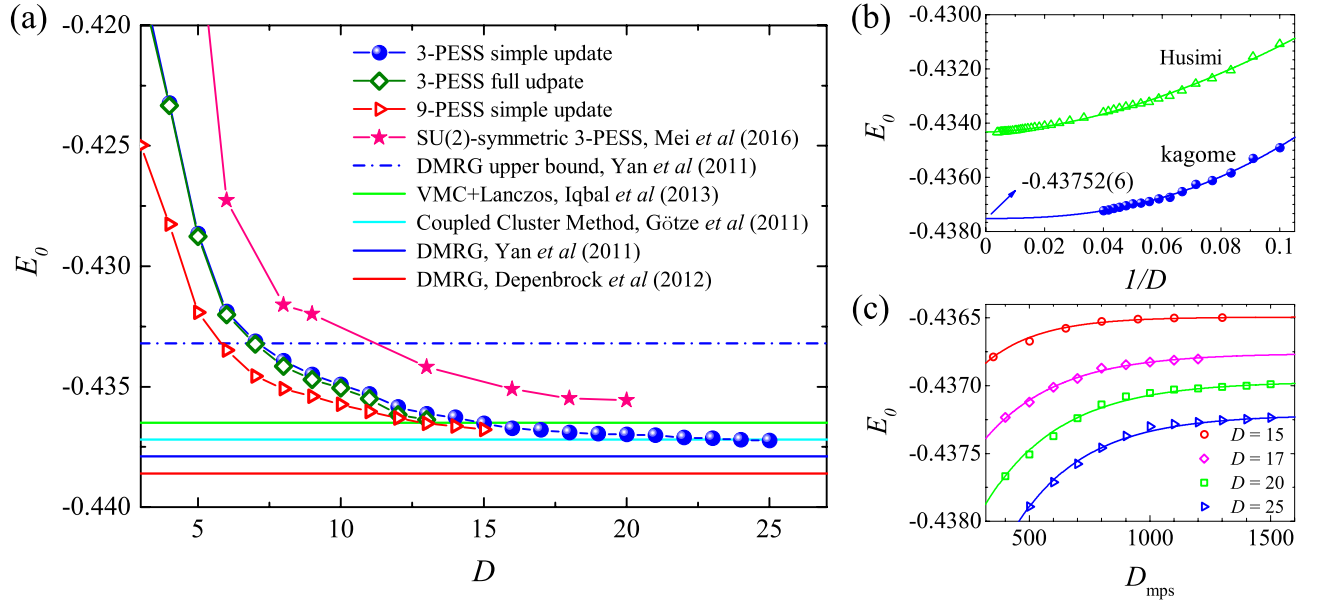 (a)
-0.420
-0.425
-0.430
-0.435
-0.440
E0
5
10
15
20
25
D
3-PESS simple update
3-PESS full udpate
9-PESS simple update
SU(2)-symmetric 3-PESS, Mei et al (2016)
DMRG upper bound, Yan et al (2011)
VMC+Lanczos, Iqbal et al (2013)
Coupled Cluster Method, Götze et al (2011)
DMRG, Yan et al (2011)
DMRG, Depenbrock et al (2012)
(b)
-0.4300
-0.4320
-0.4340
-0.4360
-0.4380
E0
Husimi
kagome
-0.43752(6)
0
0.02
0.04
0.06
0.08
0.1
1/D
(c)
-0.4365
-0.4370
-0.4375
-0.4380
E0
D = 15
D = 17
D = 20
D = 25
500
1000
1500
Dmps